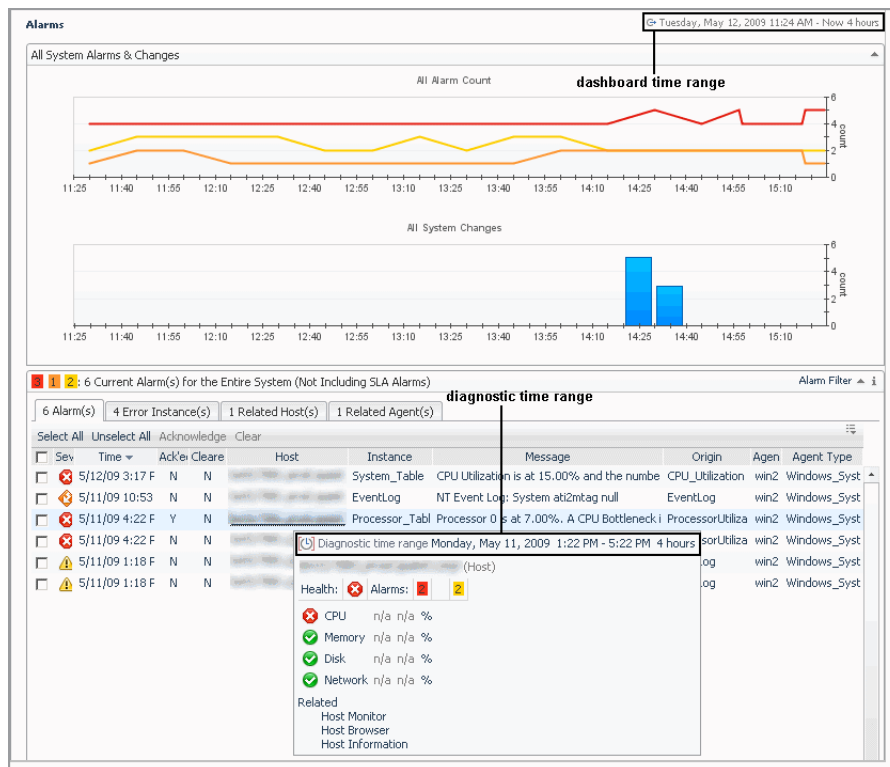 Alarms
Tuesday, May 12, 2009 11:24 AM - Now 4 hours
All System Alarms & Changes
All Alarm Count
dashboard time range
6
4
2
0
count
11:25 11:40 11:55 12:10 12:25 12:40 12:55 13:10 13:25 13:40 13:55 14:10 14:25 14:40 14:55 15:10
All System Changes
6
4
2
0
count
11:25 11:40 11:55 12:10 12:25 12:40 12:55 13:10 13:25 13:40 13:55 14:10 14:25 14:40 14:55 15:10
3 1 2 : 6 Current Alarm(s) for the Entire System (Not Including SLA Alarms) Alarm Filter
diagnostic time range
6 Alarm(s) 4 Error Instance(s) 1 Related Host(s) 1 Related Agent(s)
Select All Unselect All Acknowledge Clear
Sev Time Ack'e Cleare Host Instance Message Origin Agen Agent Type
5/12/09 3:17 F N N System_Table CPU Utilization is at 15.00% and the numbe CPU_Utilization win2 Windows_Syst
5/11/09 10:53 N N EventLog NT Event Log: System ati2mtag null EventLog win2 Windows_Syst
5/11/09 4:22 F Y N Processor_Tabl Processor 0 is at 7.00%. A CPU Bottleneck i ProcessorUtiliza win2 Windows_Syst
5/11/09 4:22 F N N sorUtiliza win2 Windows_Syst
5/11/09 1:18 F N N og win2 Windows_Syst
5/11/09 1:18 F N N .og win2 Windows_Syst
Diagnostic time range Monday, May 11, 2009 1:22 PM - 5:22 PM 4 hours
(Host)
Health: Alarms: 2 2
CPU n/a n/a %
Memory n/a n/a %
Disk n/a n/a %
Network n/a n/a %
Related
Host Monitor
Host Browser
Host Information